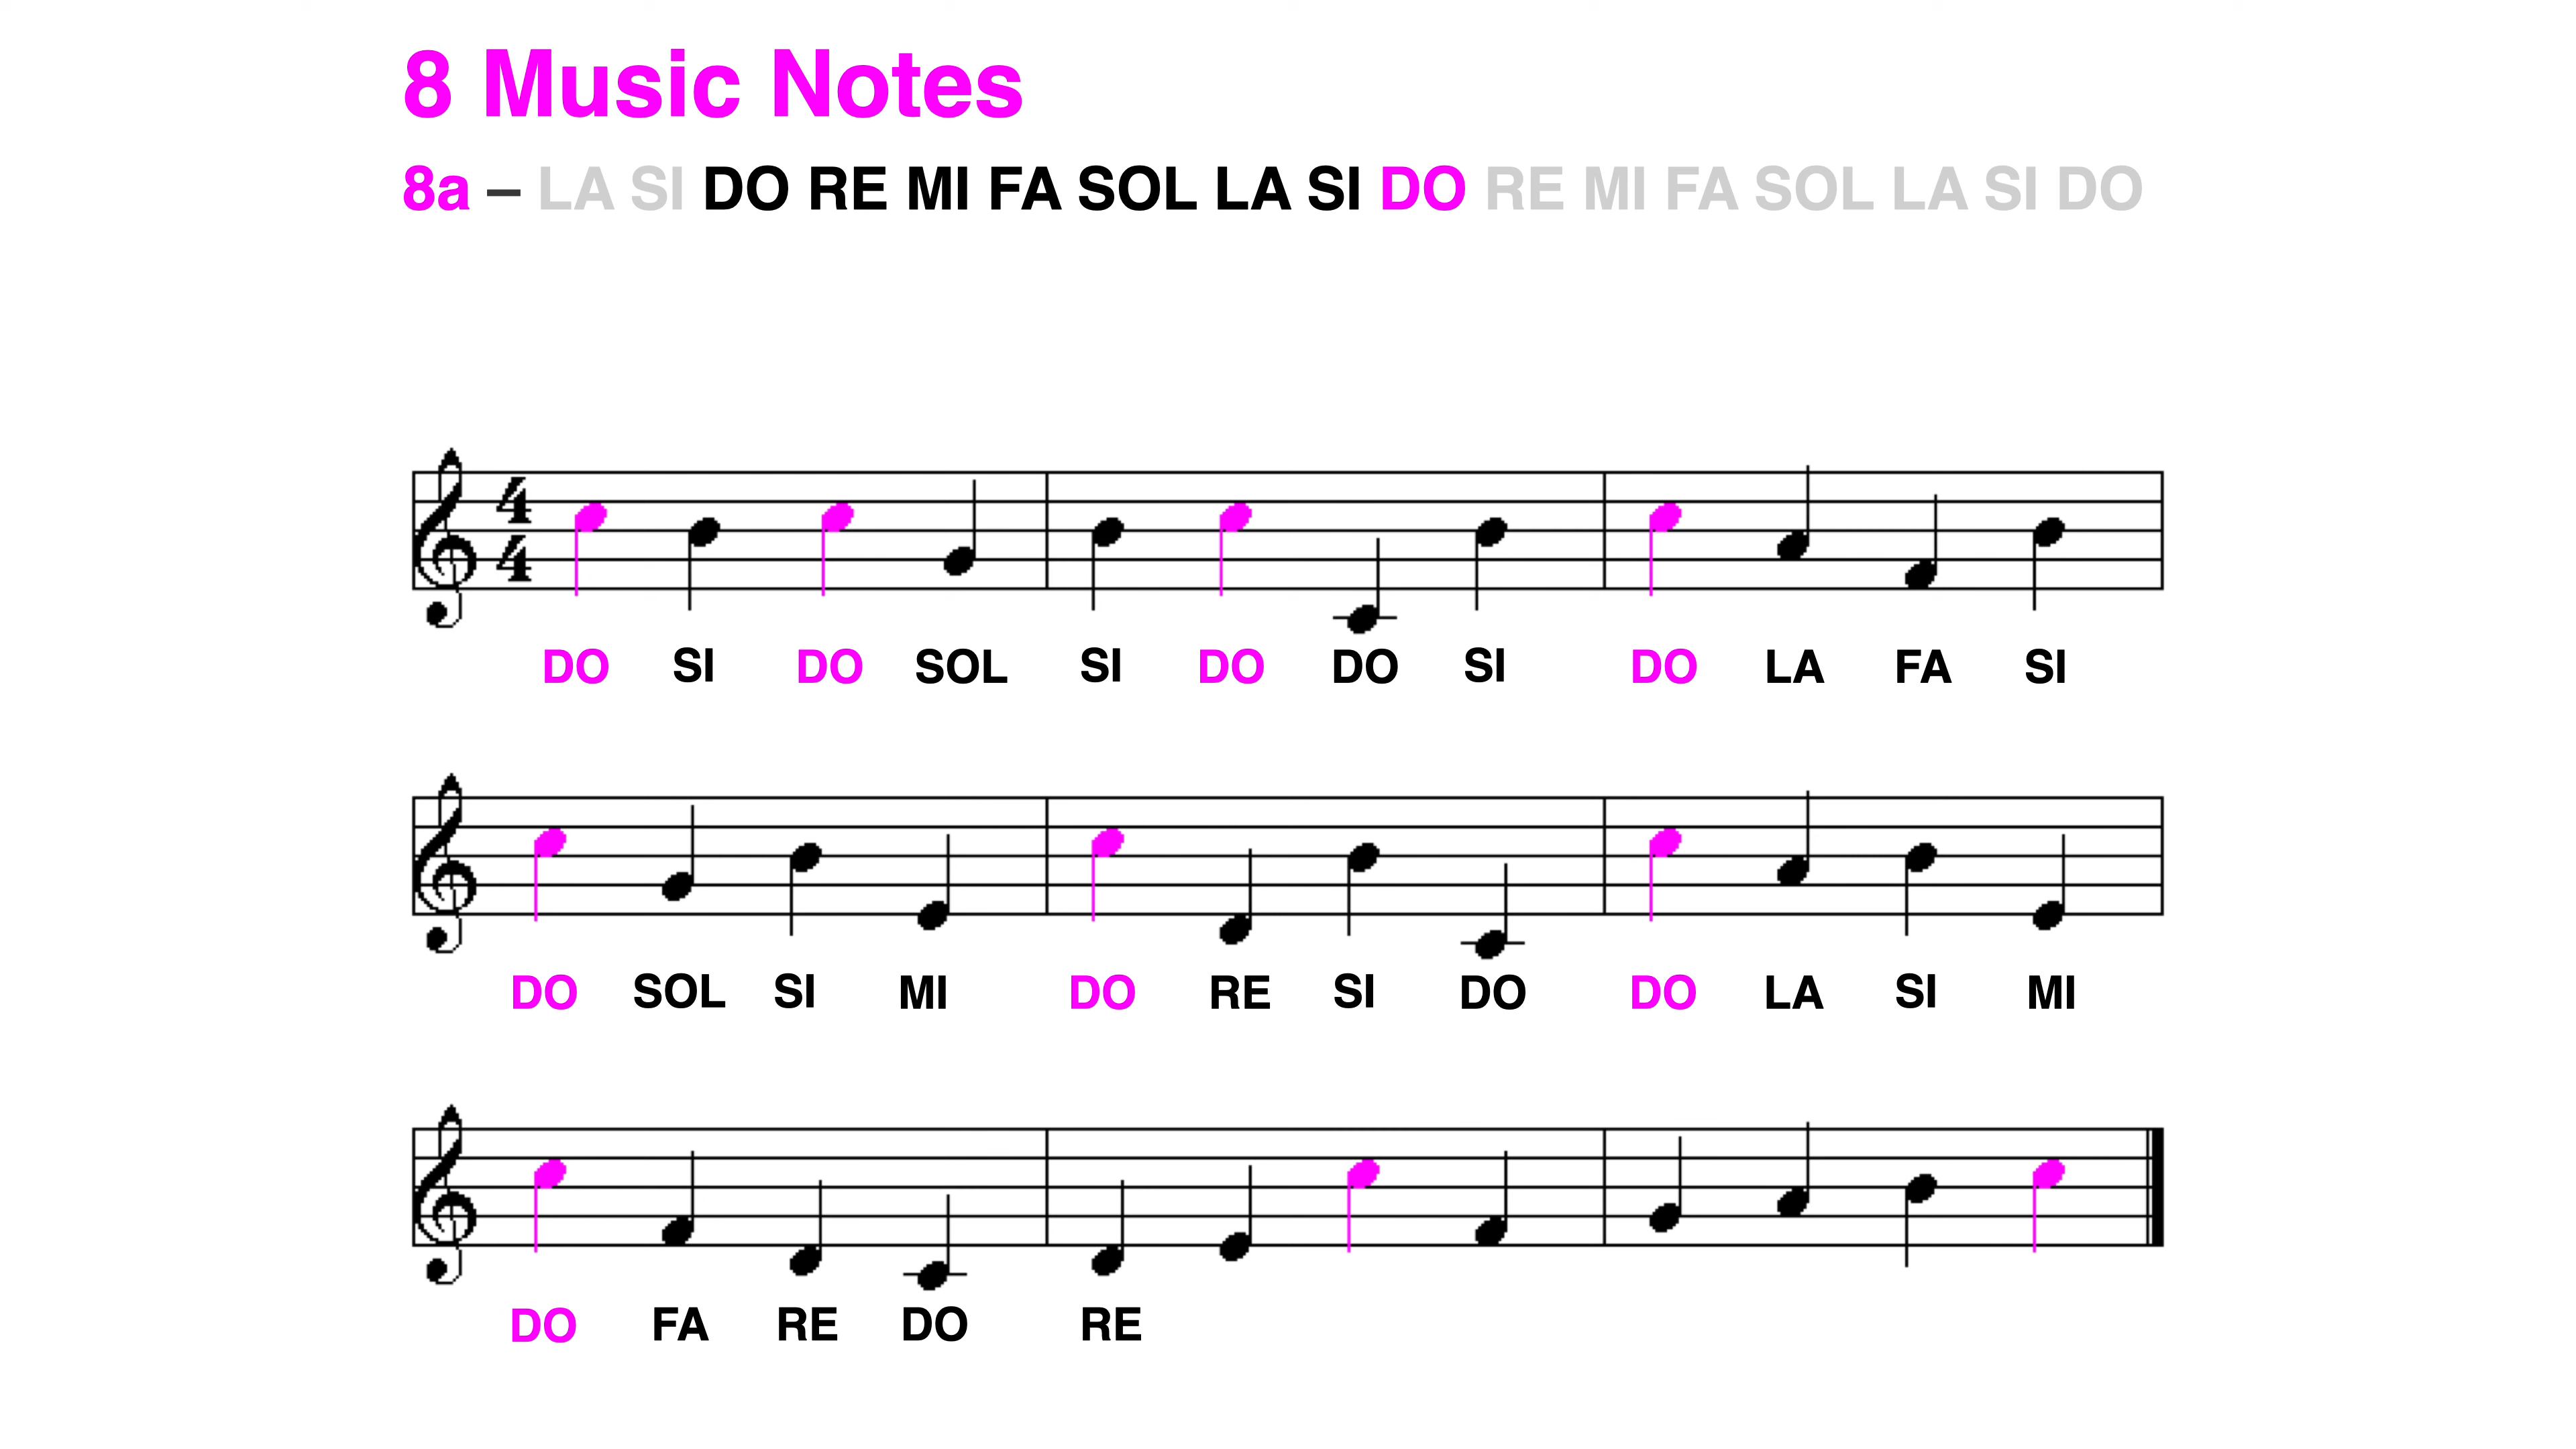 8 Music Notes
8a – LA SI DO RE MI FA SOL LA SI DO RE MI FA SOL LA SI DO
4
4
DO SI DO SOL SI DO DO SI DO LA FA SI
DO SOL SI MI DO RE SI DO DO LA SI MI
DO FA RE DO RE